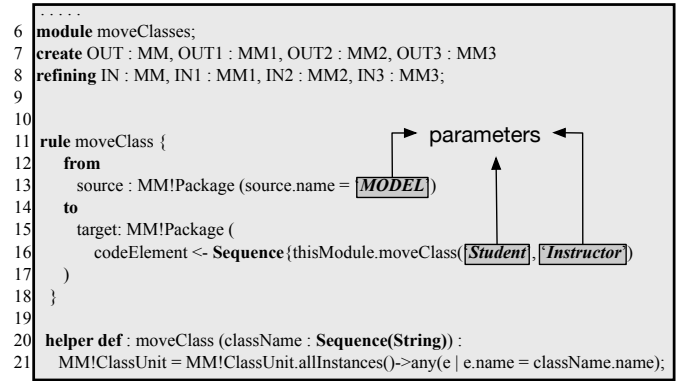 . . . . .
6 module moveClasses;
7 create OUT : MM, OUT1 : MM1, OUT2 : MM2, OUT3 : MM3
8 refining IN : MM, IN1 : MM1, IN2 : MM2, IN3 : MM3;
9
10
parameters
11 rule moveClass {
12 from
13 source : MM!Package (source.name = 'MODEL')
14 to
15 target: MM!Package (
16 codeElement <- Sequence{thisModule.moveClass('Student', 'Instructor')
17 )
18 }
19
20 helper def : moveClass (className : Sequence(String)) :
21 MM!ClassUnit = MM!ClassUnit.allInstances()->any(e | e.name = className.name);